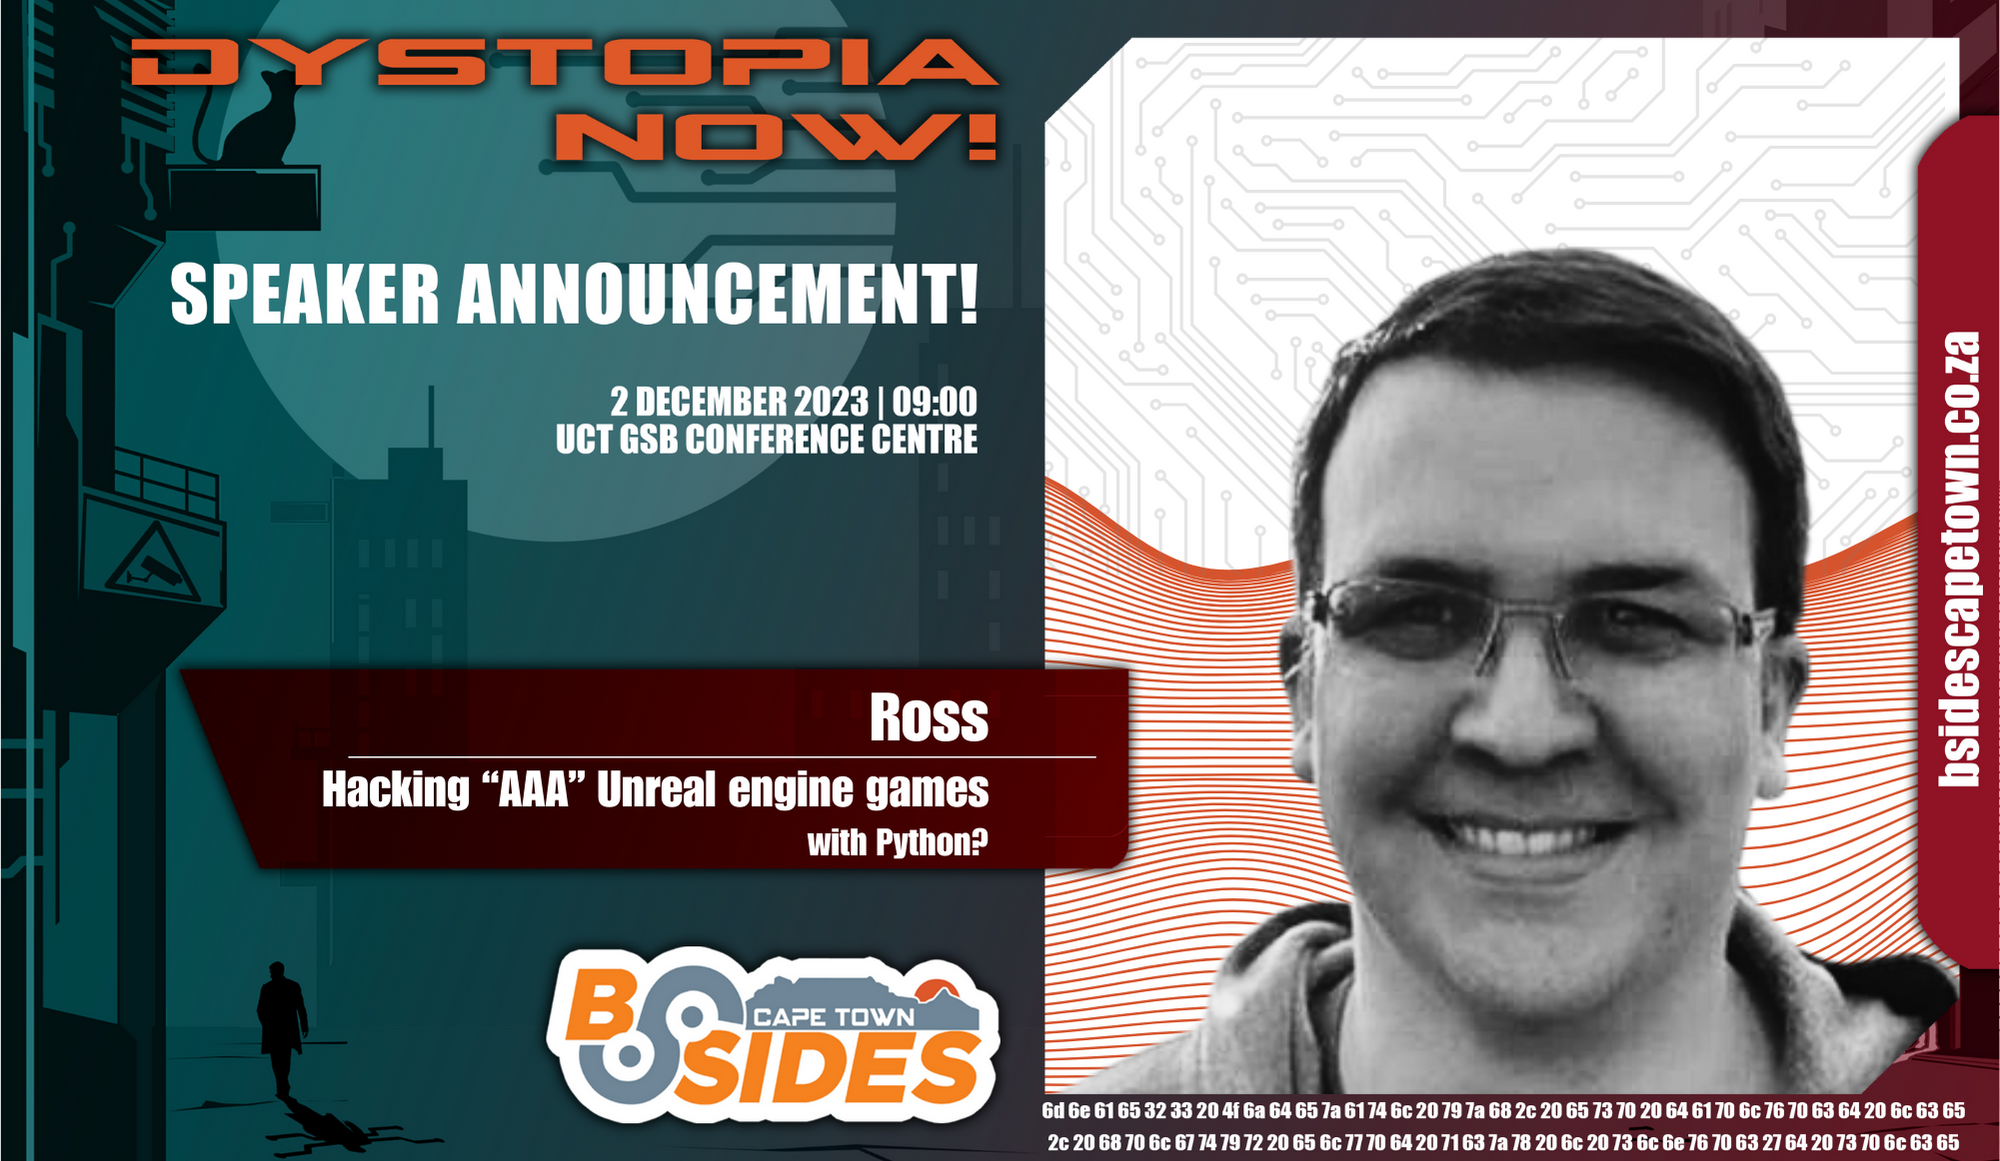 DYSTOPIA
NOW!
SPEAKER ANNOUNCEMENT!
2 DECEMBER 2023 | 09:00
UCT GSB CONFERENCE CENTRE
Ross
Hacking “AAA” Unreal engine games
with Python?
B SIDES
CAPE TOWN
bsidescapetown.co.za
6d 6e 61 65 32 33 20 4f 6a 64 65 7a 61 74 6c 20 79 7a 68 2c 20 65 73 70 20 64 61 70 6c 76 70 63 64 20 6c 63 65
2c 20 68 70 6c 67 74 79 72 20 65 6c 77 70 64 20 71 63 7a 78 20 6c 20 73 6c 6e 76 70 63 27 64 20 73 70 6c 63 65